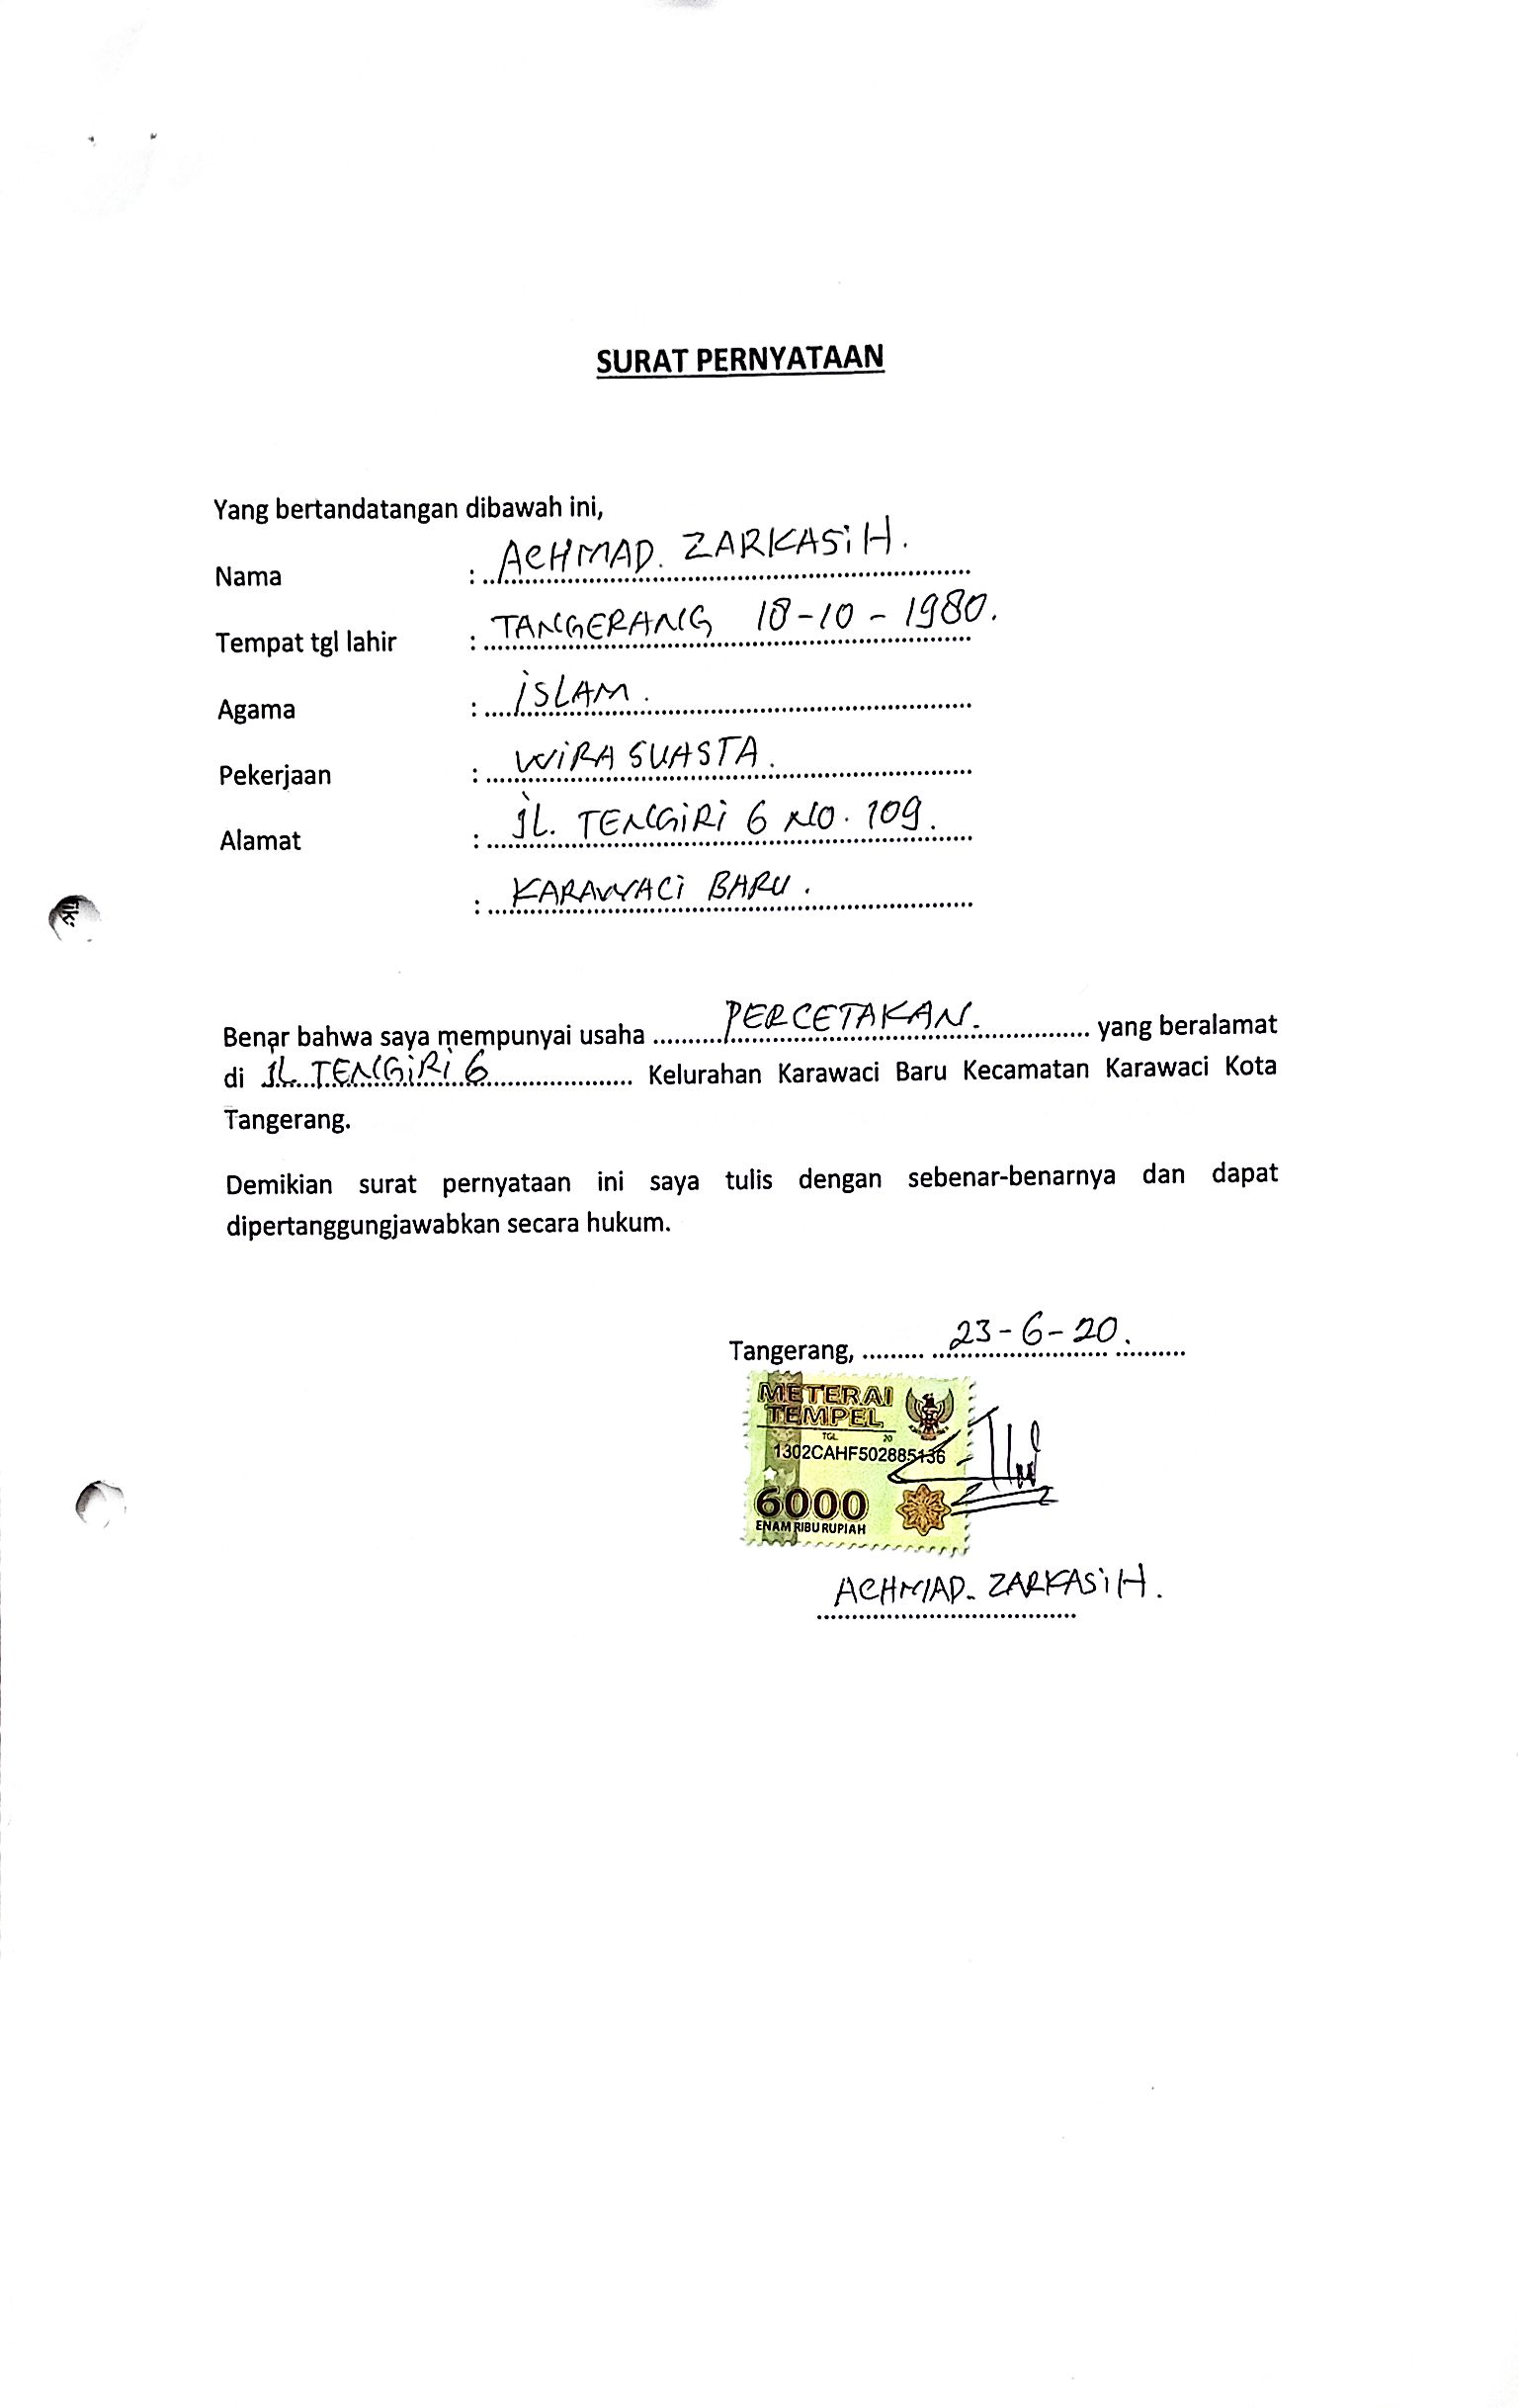 SURAT PERNYATAAN
Yang bertandatangan dibawah ini,
Nama : ACHMAD. ZARKASiH.
Tempat tgl lahir : TANGERANG 18-10-1980.
Agama : iSLAM.
Pekerjaan : WiRA SUASTA.
Alamat : JL. TENGiRi 6 NO. 109.
: KARAWACi BARU.
Benar bahwa saya mempunyai usaha PERCETAKAN. yang beralamat
di JL. TENGiRi 6 Kelurahan Karawaci Baru Kecamatan Karawaci Kota
Tangerang.
Demikian surat pernyataan ini saya tulis dengan sebenar-benarnya dan dapat
dipertanggungjawabkan secara hukum.
Tangerang, 23-6-20.
METERAI
TEMPEL
TGL 20
1302CAHF502885136
6000
ENAM RIBU RUPIAH
ACHMAD. ZARKASiH.